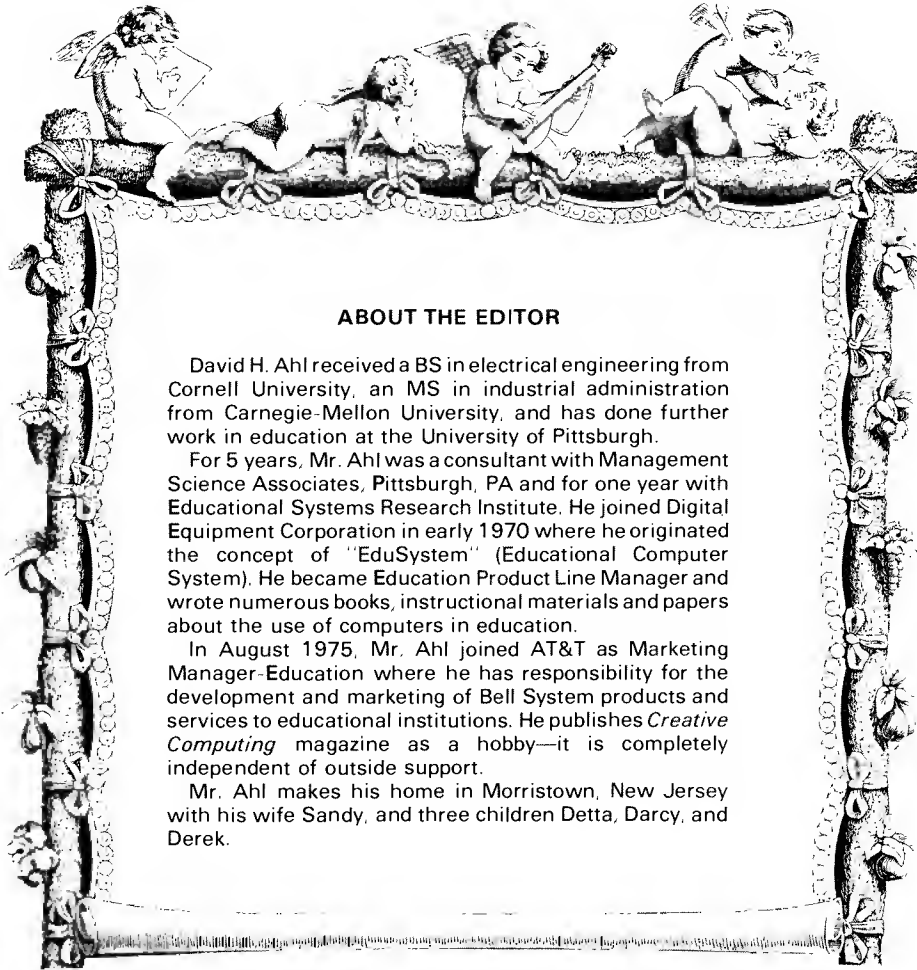 ABOUT THE EDITOR
David H. Ahl received a BS in electrical engineering from
Cornell University, an MS in industrial administration
from Carnegie-Mellon University, and has done further
work in education at the University of Pittsburgh.
For 5 years, Mr. Ahl was a consultant with Management
Science Associates, Pittsburgh, PA and for one year with
Educational Systems Research Institute. He joined Digital
Equipment Corporation in early 1970 where he originated
the concept of "EduSystem" (Educational Computer
System). He became Education Product Line Manager and
wrote numerous books, instructional materials and papers
about the use of computers in education.
In August 1975, Mr. Ahl joined AT&T as Marketing
Manager-Education where he has responsibility for the
development and marketing of Bell System products and
services to educational institutions. He publishes Creative
Computing magazine as a hobby—it is completely
independent of outside support.
Mr. Ahl makes his home in Morristown, New Jersey
with his wife Sandy, and three children Detta, Darcy, and
Derek.